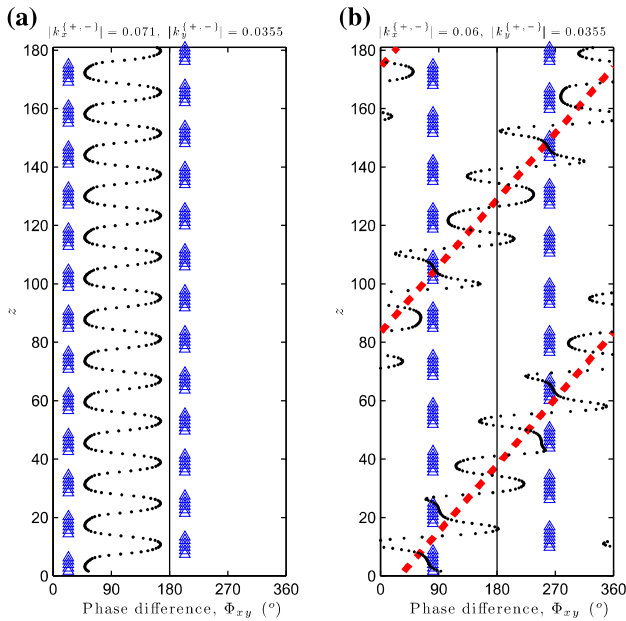 (a)
|k_x^{+,-}| = 0.071, |k_y^{+,-}| = 0.0355
180
160
140
120
100
z
80
60
40
20
0
0 90 180 270 360
Phase difference, Φ_xy (°)
(b)
|k_x^{+,-}| = 0.06, |k_y^{+,-}| = 0.0355
180
160
140
120
100
z
80
60
40
20
0
0 90 180 270 360
Phase difference, Φ_xy (°)